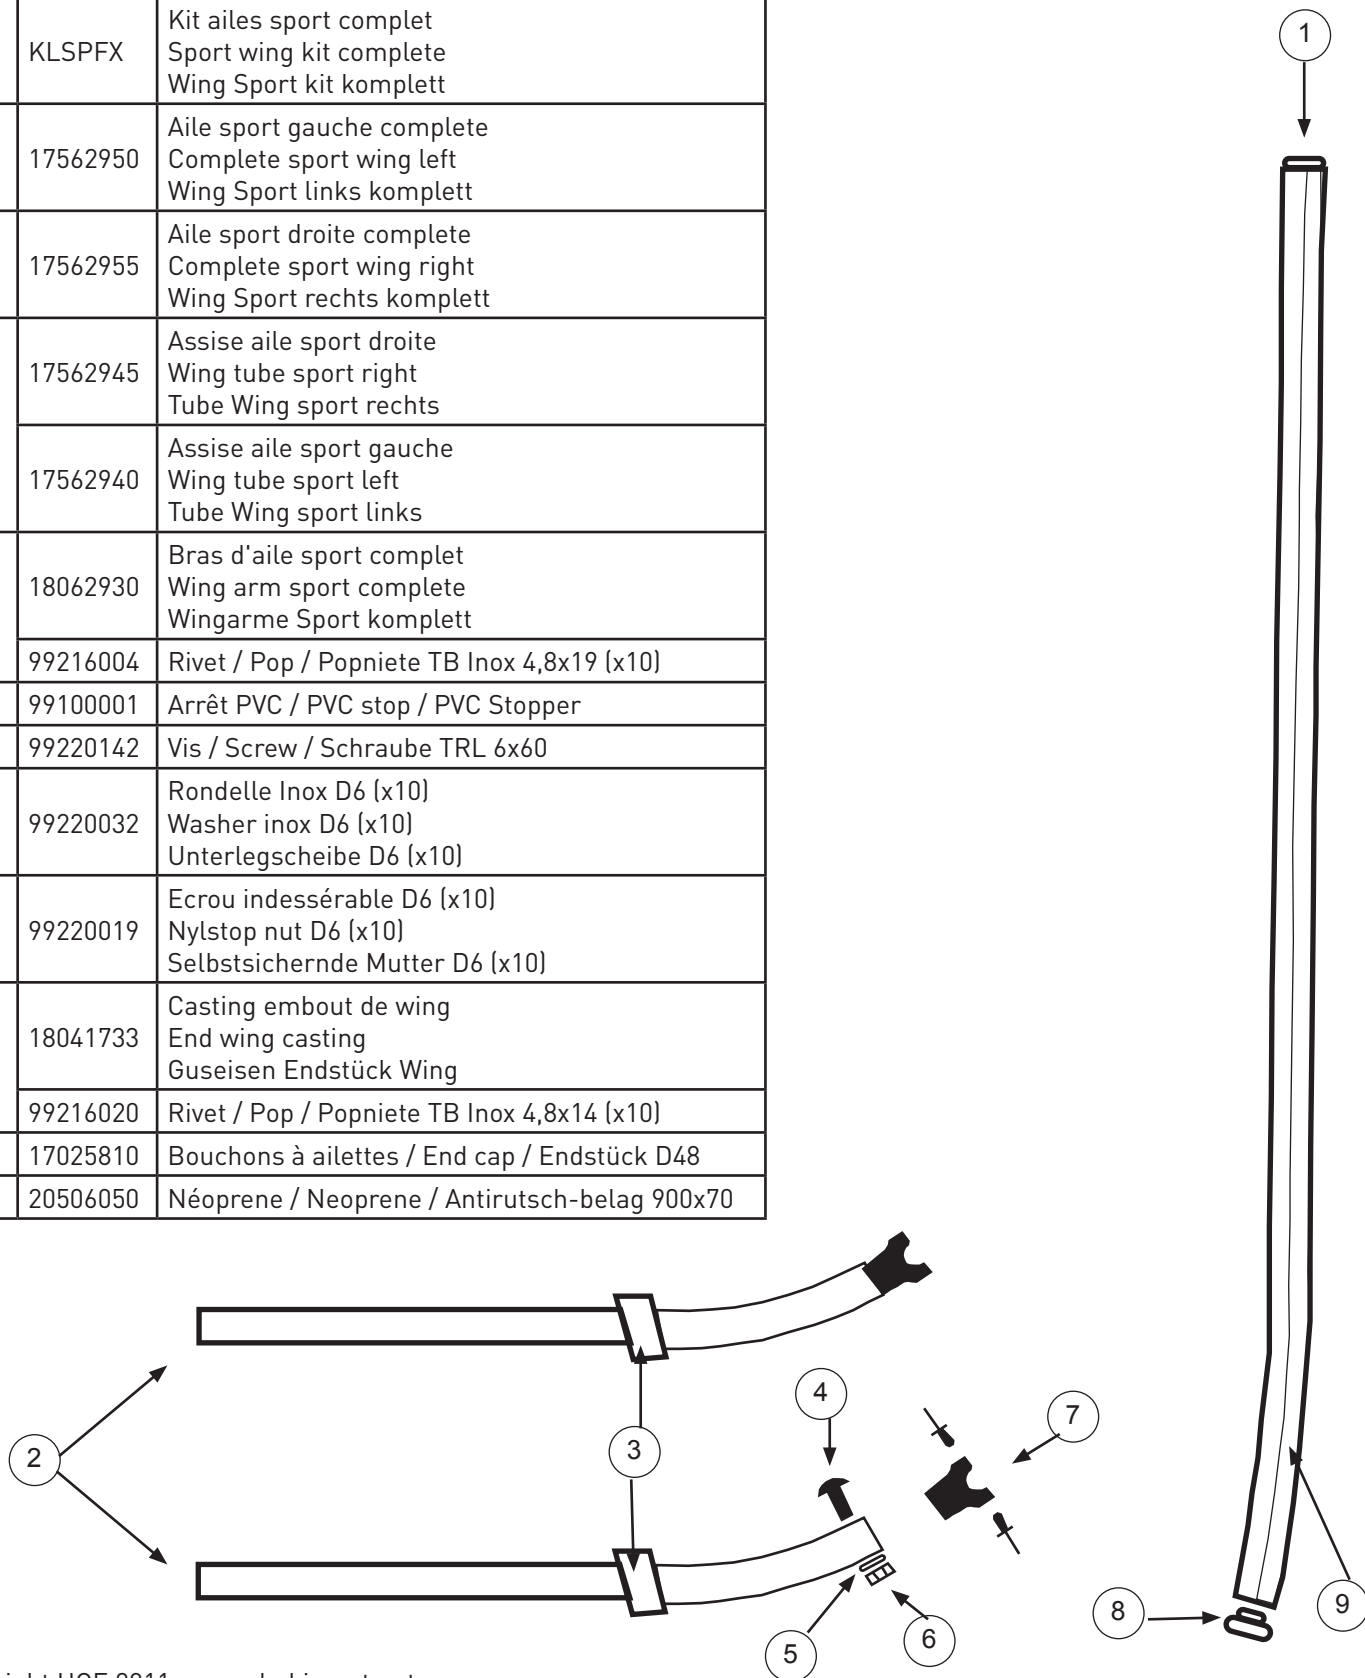 KLSPFX
Kit ailes sport complet
Sport wing kit complete
Wing Sport kit komplett
17562950
Aile sport gauche complete
Complete sport wing left
Wing Sport links komplett
17562955
Aile sport droite complete
Complete sport wing right
Wing Sport rechts komplett
17562945
Assise aile sport droite
Wing tube sport right
Tube Wing sport rechts
17562940
Assise aile sport gauche
Wing tube sport left
Tube Wing sport links
18062930
Bras d'aile sport complet
Wing arm sport complete
Wingarme Sport komplett
99216004 Rivet / Pop / Popniete TB Inox 4,8x19 (x10)
99100001 Arrêt PVC / PVC stop / PVC Stopper
99220142 Vis / Screw / Schraube TRL 6x60
99220032
Rondelle Inox D6 (x10)
Washer inox D6 (x10)
Unterlegscheibe D6 (x10)
99220019
Ecrou indessérable D6 (x10)
Nylstop nut D6 (x10)
Selbstsichernde Mutter D6 (x10)
18041733
Casting embout de wing
End wing casting
Guseisen Endstück Wing
99216020 Rivet / Pop / Popniete TB Inox 4,8x14 (x10)
17025810 Bouchons à ailettes / End cap / Endstück D48
20506050 Néoprene / Neoprene / Antirutsch-belag 900x70
1
2
3
4
5
6
7
8
9